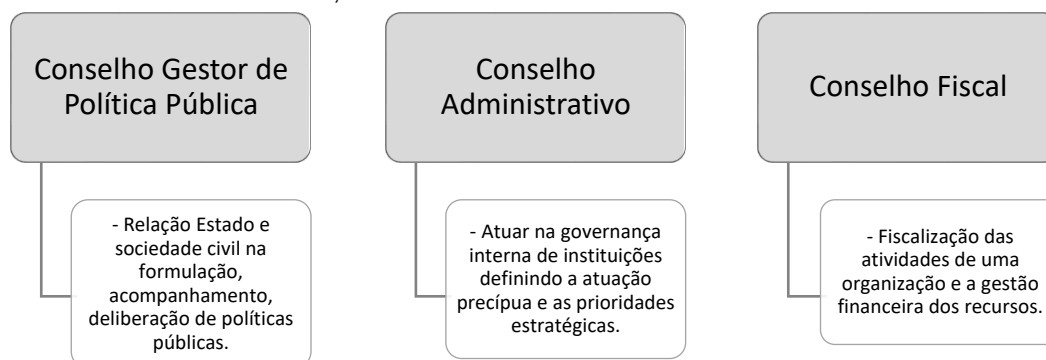 Conselho Gestor de
Política Pública
- Relação Estado e
sociedade civil na
formulação,
acompanhamento,
deliberação de políticas
públicas.
Conselho
Administrativo
- Atuar na governança
interna de instituições
definindo a atuação
precípua e as prioridades
estratégicas.
Conselho Fiscal
- Fiscalização das
atividades de uma
organização e a gestão
financeira dos recursos.